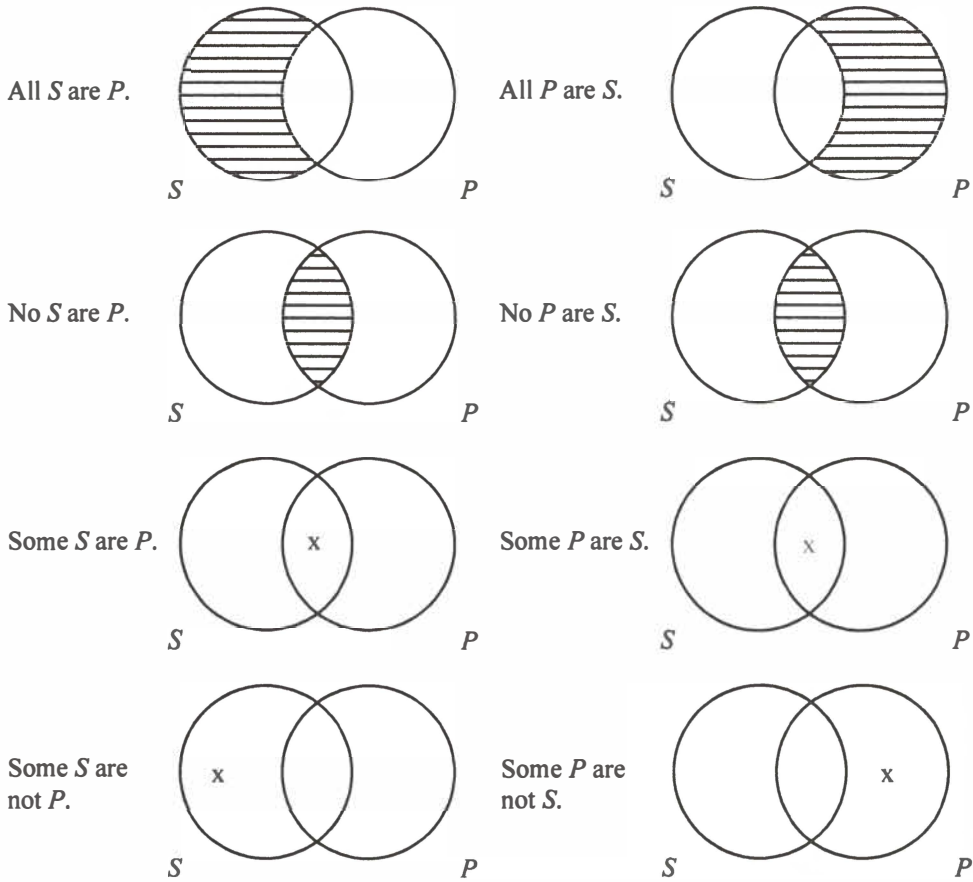 All S are P.
All P are S.
S P
S P
No S are P.
No P are S.
S P
S P
Some S are P.
x
Some P are S.
x
S P
S P
Some S are
not P.
x
Some P are
not S.
x
S P
S P